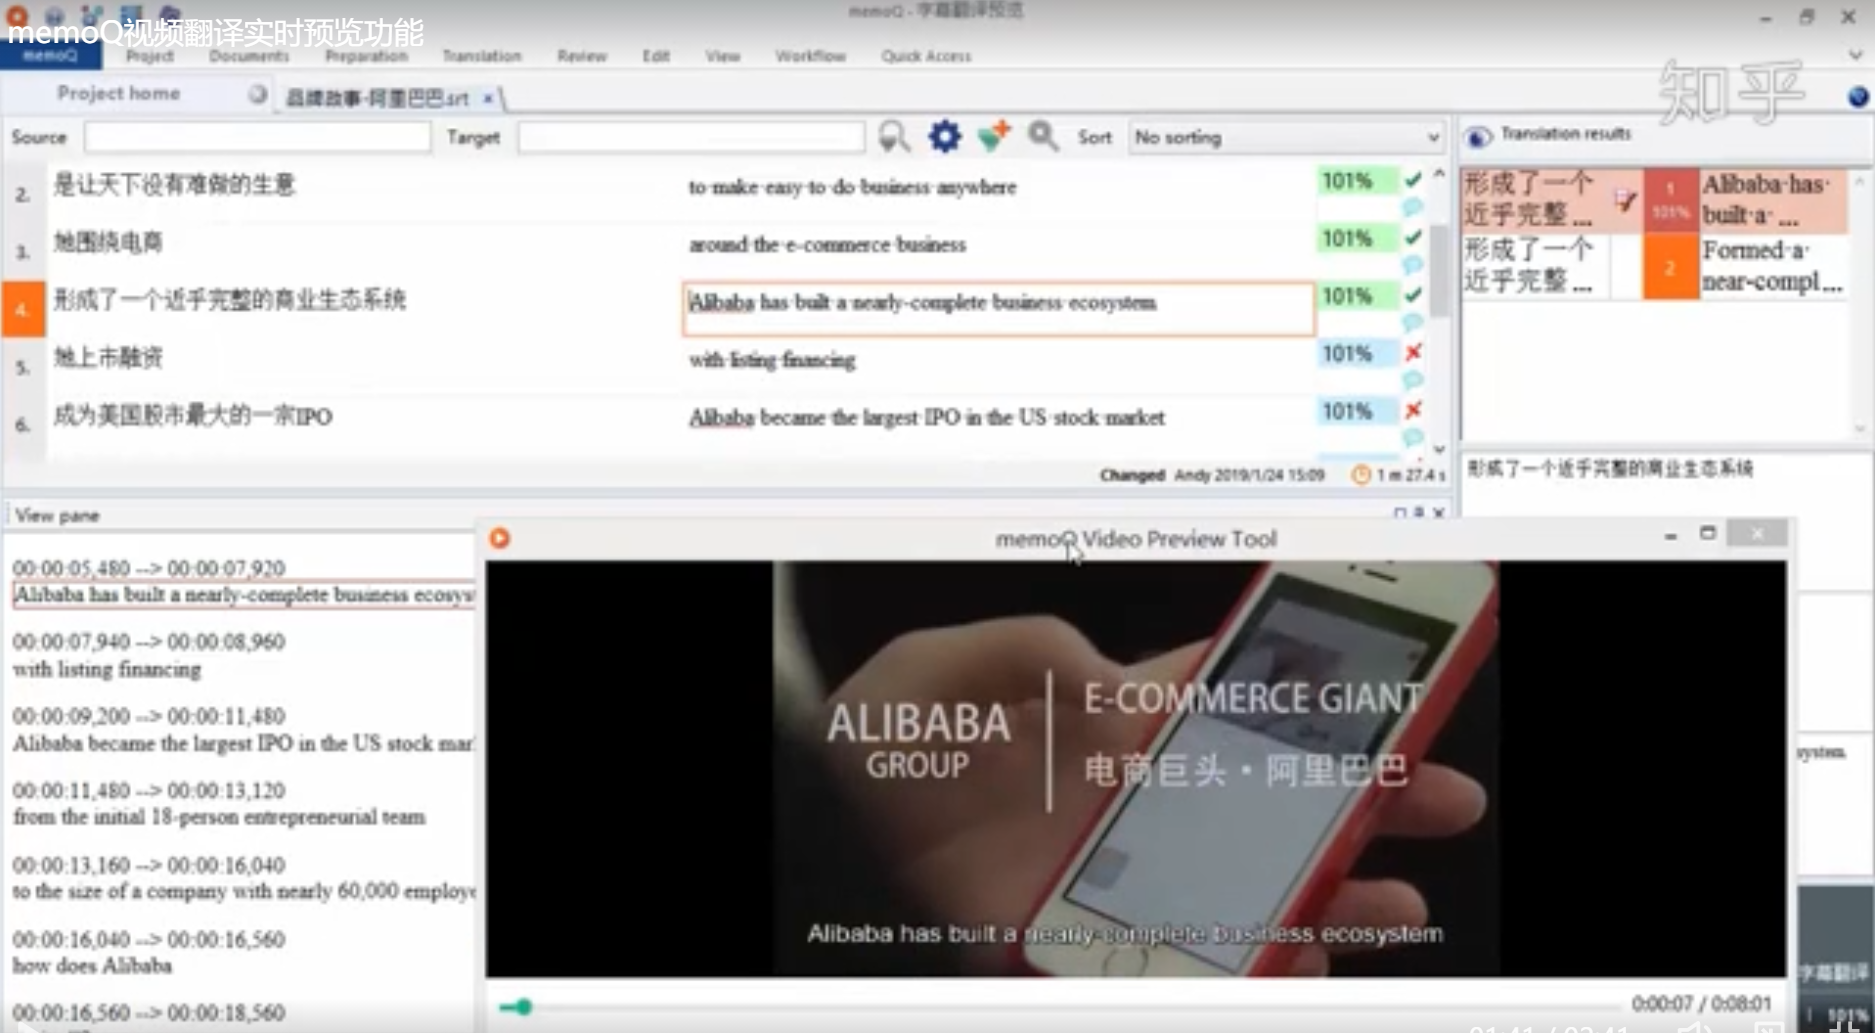 memoQ - 字幕翻译预览
memoQ视频翻译实时预览功能
memoQ Project Documents Preparation Translation Review Edit View Workflow Quick Access
知乎
Project home
品牌故事-阿里巴巴.srt
Source Target Sort No sorting
Translation results
2. 是让天下没有难做的生意 to make easy to do business anywhere 101%
3. 她围绕电商 around the e-commerce business 101%
4. 形成了一个近乎完整的商业生态系统 Alibaba has built a nearly-complete business ecosystem 101%
5. 她上市融资 with listing financing 101%
6. 成为美国股市最大的一宗IPO Alibaba became the largest IPO in the US stock market 101%
形成了一个
近乎完整 ...
1
101%
Alibaba has
built a ...
形成了一个
近乎完整 ...
2
Formed a
near-compl...
Changed Andy 2019/1/24 15:09 1 m 27.4 s
形成了一个近乎完整的商业生态系统
View pane
00:00:05,480 --> 00:00:07,920
Alibaba has built a nearly-complete business ecosyst
00:00:07,940 --> 00:00:08,960
with listing financing
00:00:09,200 --> 00:00:11,480
Alibaba became the largest IPO in the US stock mar
00:00:11,480 --> 00:00:13,120
from the initial 18-person entrepreneurial team
00:00:13,160 --> 00:00:16,040
to the size of a company with nearly 60,000 employe
00:00:16,040 --> 00:00:16,560
how does Alibaba
00:00:16,560 --> 00:00:18,560
memoQ Video Preview Tool
ALIBABA
GROUP
E-COMMERCE GIANT
电商巨头·阿里巴巴
Alibaba has built a nearly-complete business ecosystem
0:00:07 / 0:08:01
ystem
字幕翻译
101%